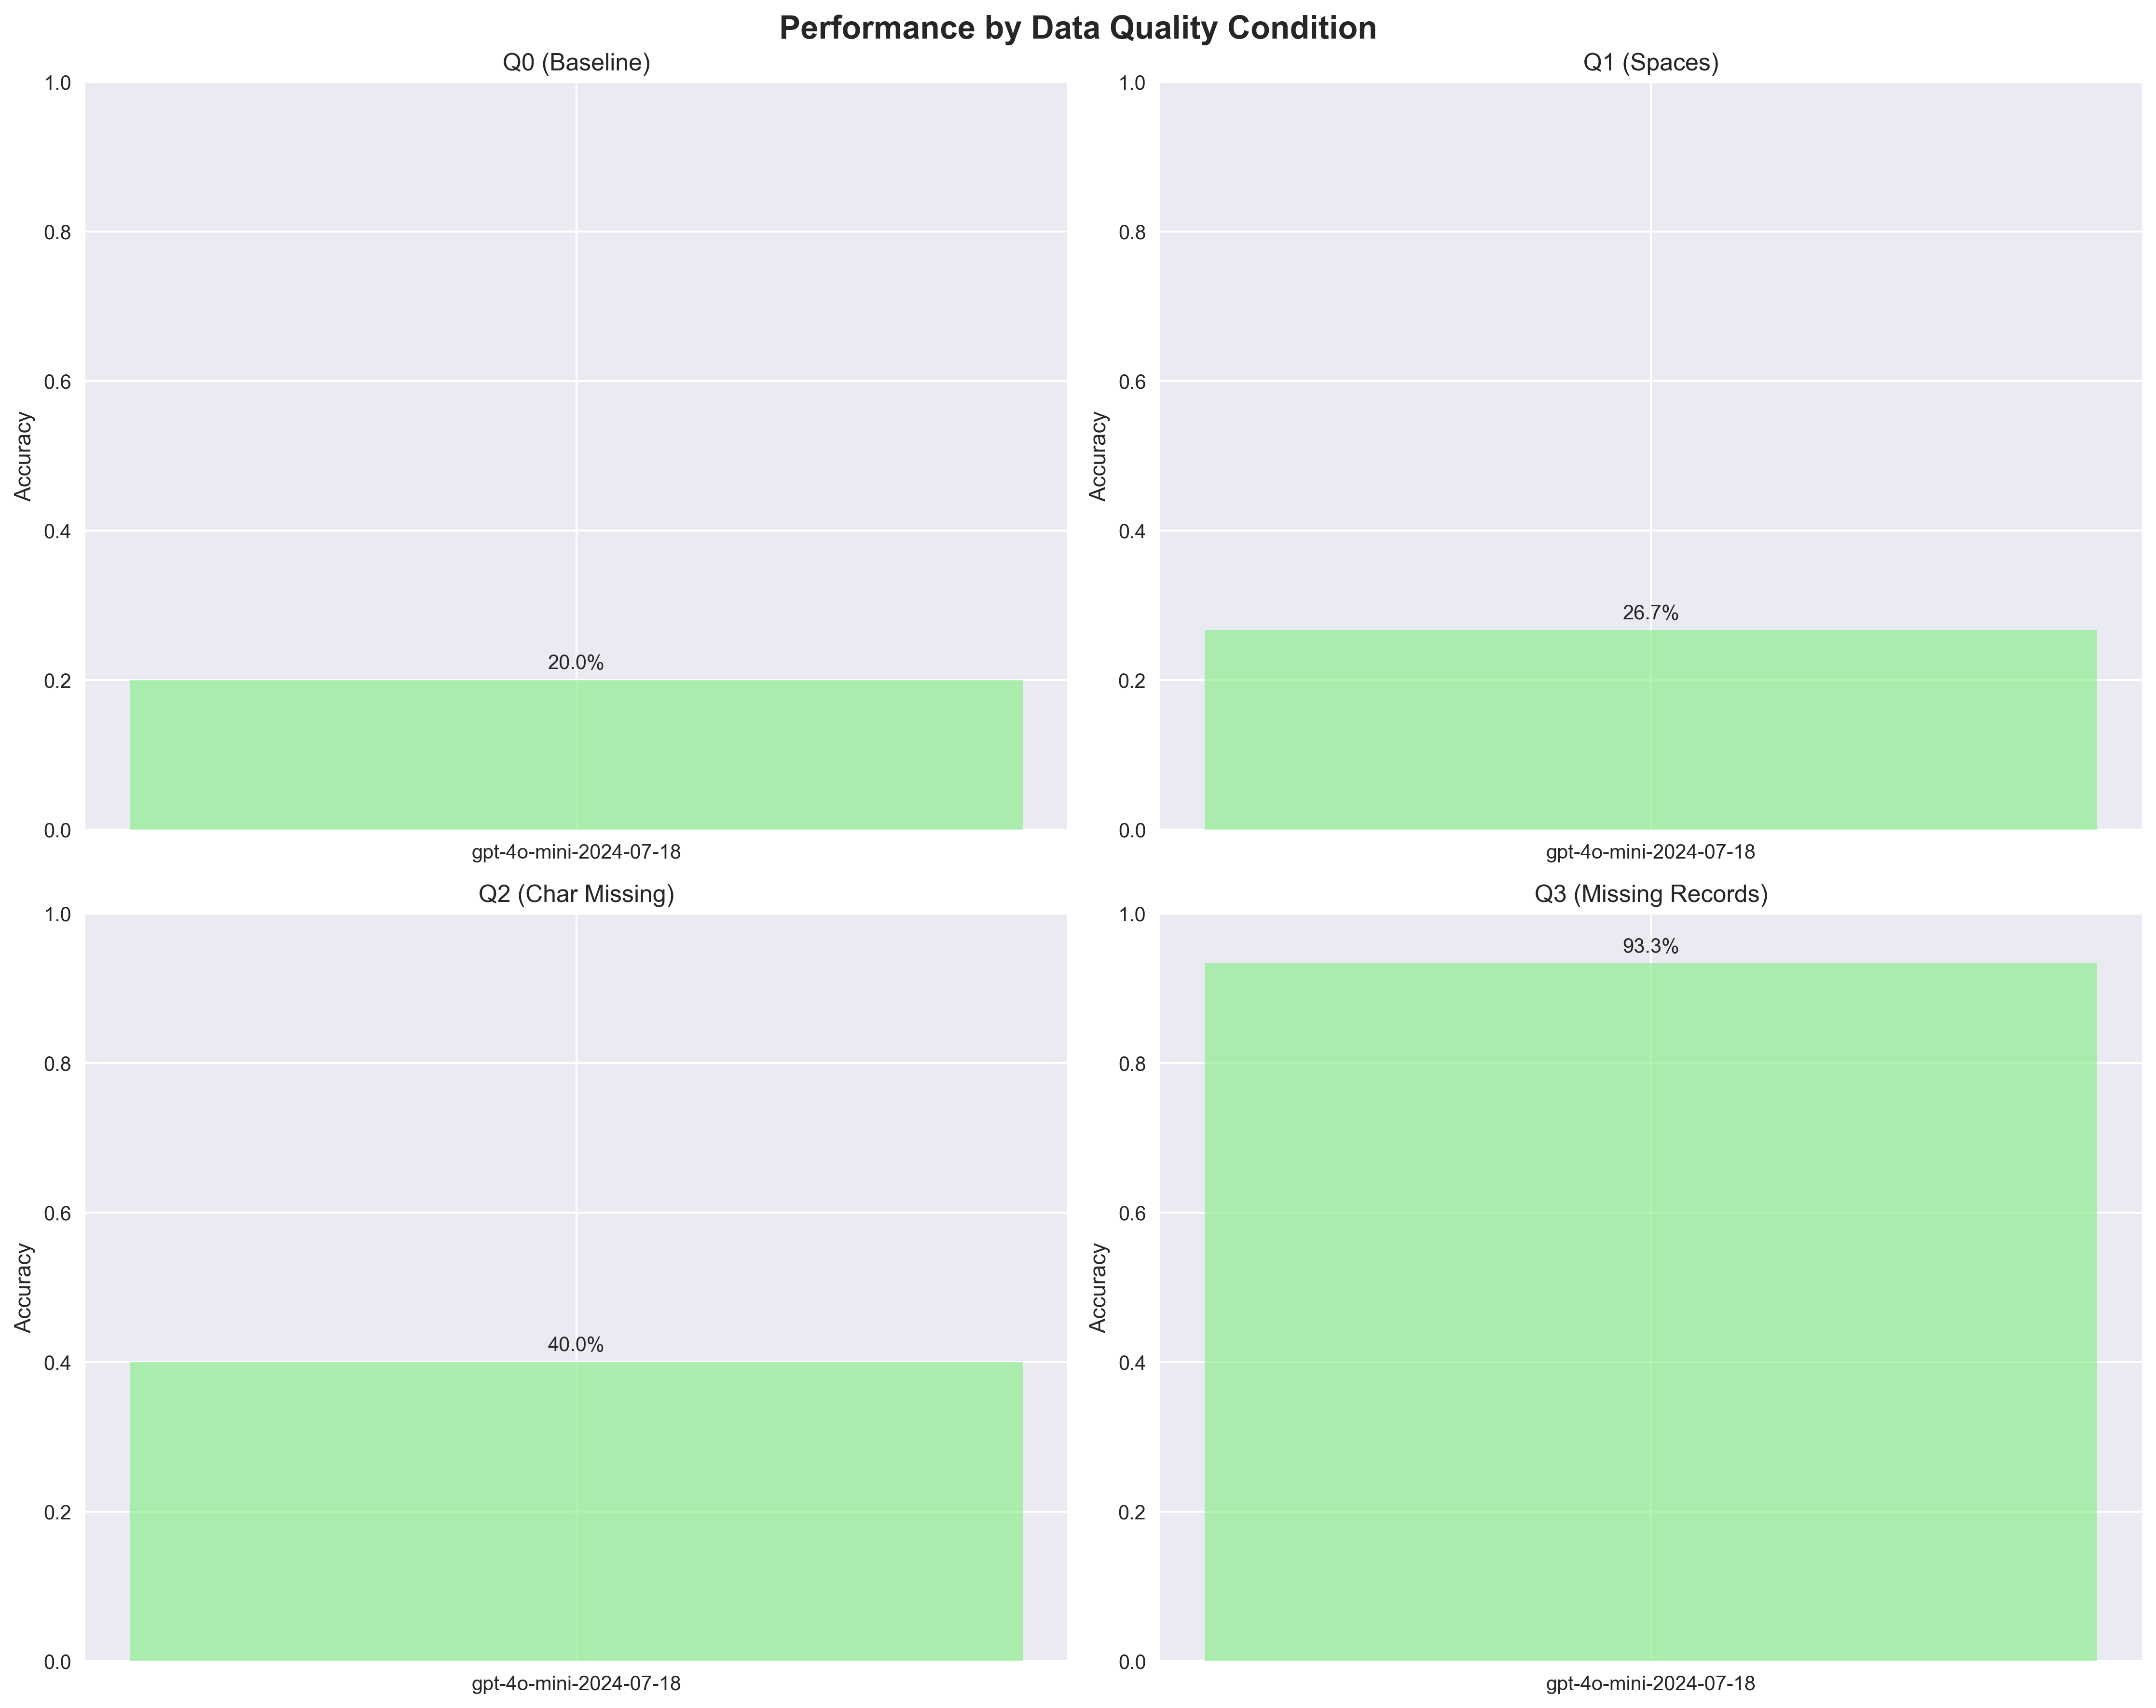 Performance by Data Quality Condition
Q0 (Baseline)
1.0
0.8
0.6
0.4
0.2
0.0
Accuracy
20.0%
gpt-4o-mini-2024-07-18
Q1 (Spaces)
1.0
0.8
0.6
0.4
0.2
0.0
Accuracy
26.7%
gpt-4o-mini-2024-07-18
Q2 (Char Missing)
1.0
0.8
0.6
0.4
0.2
0.0
Accuracy
40.0%
gpt-4o-mini-2024-07-18
Q3 (Missing Records)
1.0
0.8
0.6
0.4
0.2
0.0
Accuracy
93.3%
gpt-4o-mini-2024-07-18